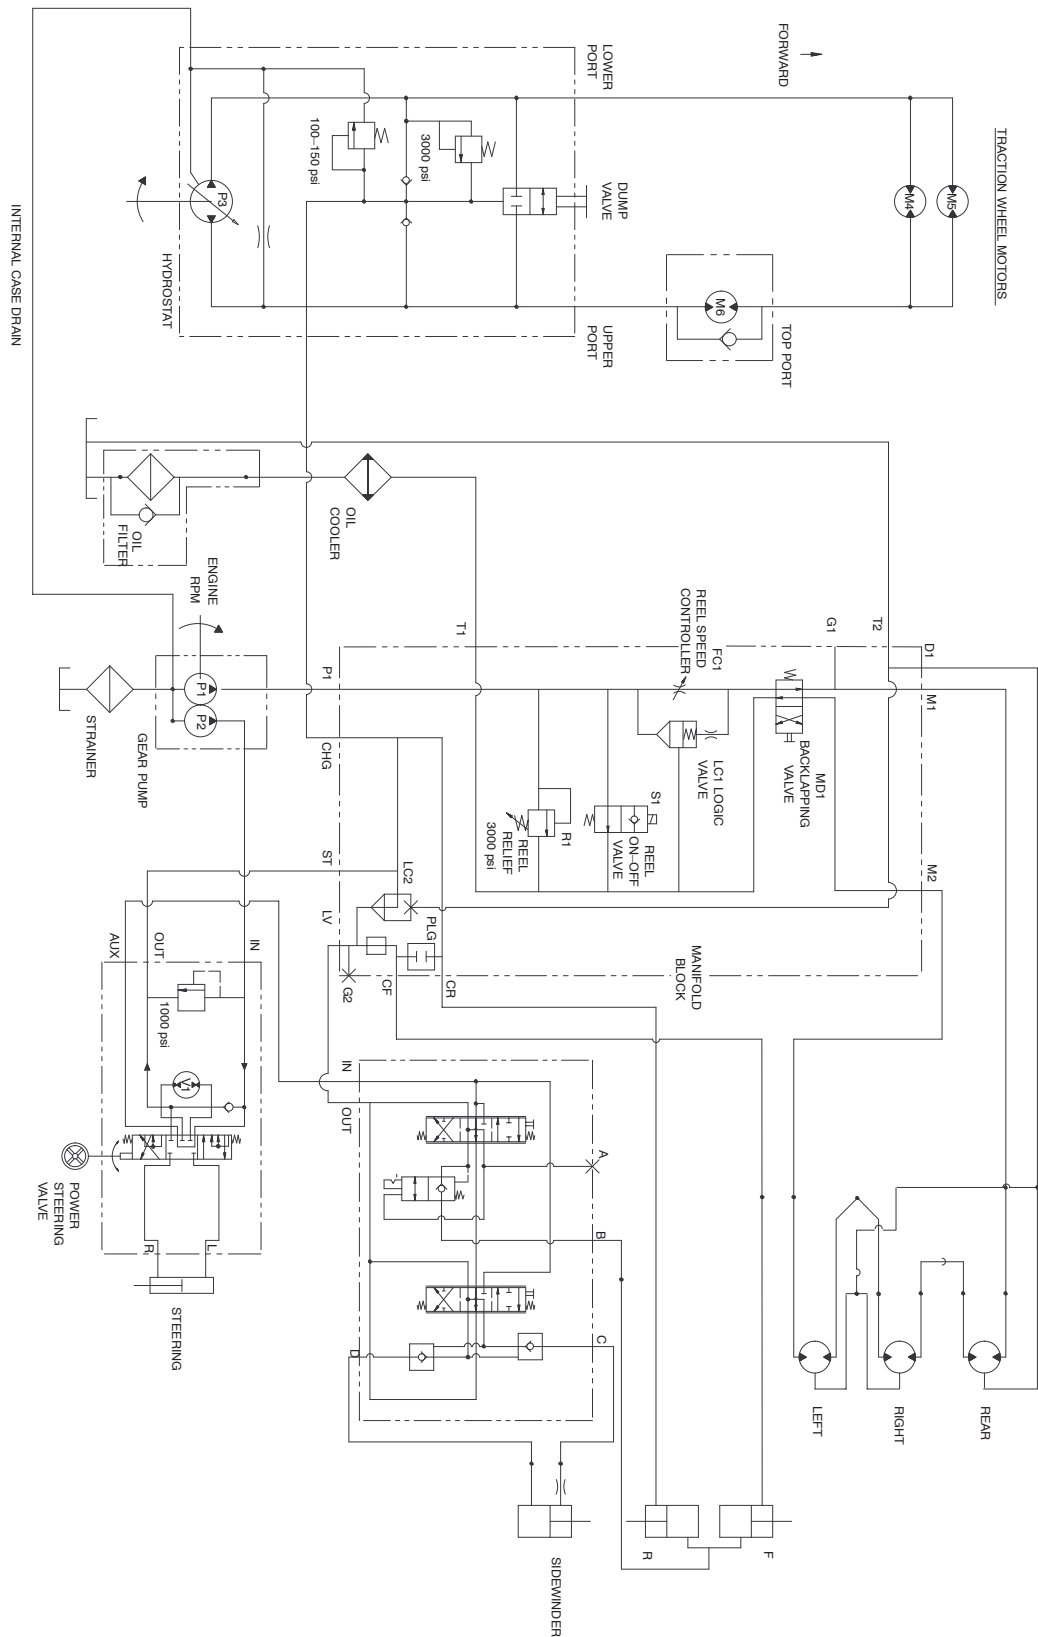 TRACTION WHEEL MOTORS
FORWARD
M5
M4
LOWER
PORT
3000 psi
100–150 psi
DUMP
VALVE
P3
M6
HYDROSTAT
UPPER
PORT
TOP PORT
INTERNAL CASE DRAIN
OIL
FILTER
OIL
COOLER
ENGINE
RPM
T1
P1
REEL SPEED
CONTROLLER
FC1
G1
T2
D1
M1
P1
P2
STRAINER
GEAR PUMP
CHG
LC1 LOGIC
VALVE
MD1
BACKLAPPING
VALVE
S1
REEL
ON–OFF
VALVE
R1
REEL
RELIEF
3000 psi
ST
LC2
M2
LV
PLG
MANIFOLD
BLOCK
AUX
OUT
IN
G2
CF
CR
1000 psi
V1
IN
OUT
A
B
C
D
POWER
STEERING
VALVE
R
L
STEERING
LEFT
RIGHT
REAR
SIDEWINDER
R
F